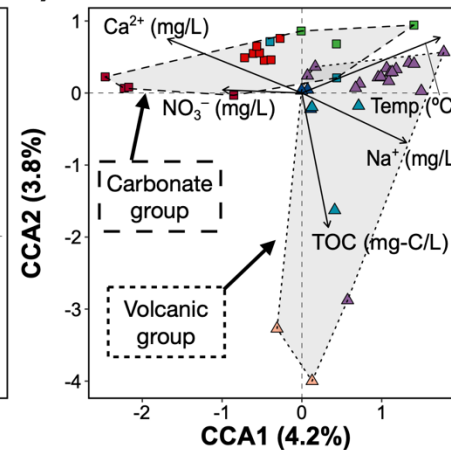 1
Ca²⁺ (mg/L)
0
NO₃⁻ (mg/L)
Temp. (ºC
Na⁺ (mg/L
-1
Carbonate
group
-2
TOC (mg-C/L)
-3
Volcanic
group
-4
CCA2 (3.8%)
-2 -1 0 1
CCA1 (4.2%)